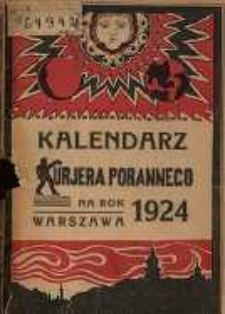 KALENDARZ
KURJERA PORANNEGO
NA ROK 1924
WARSZAWA